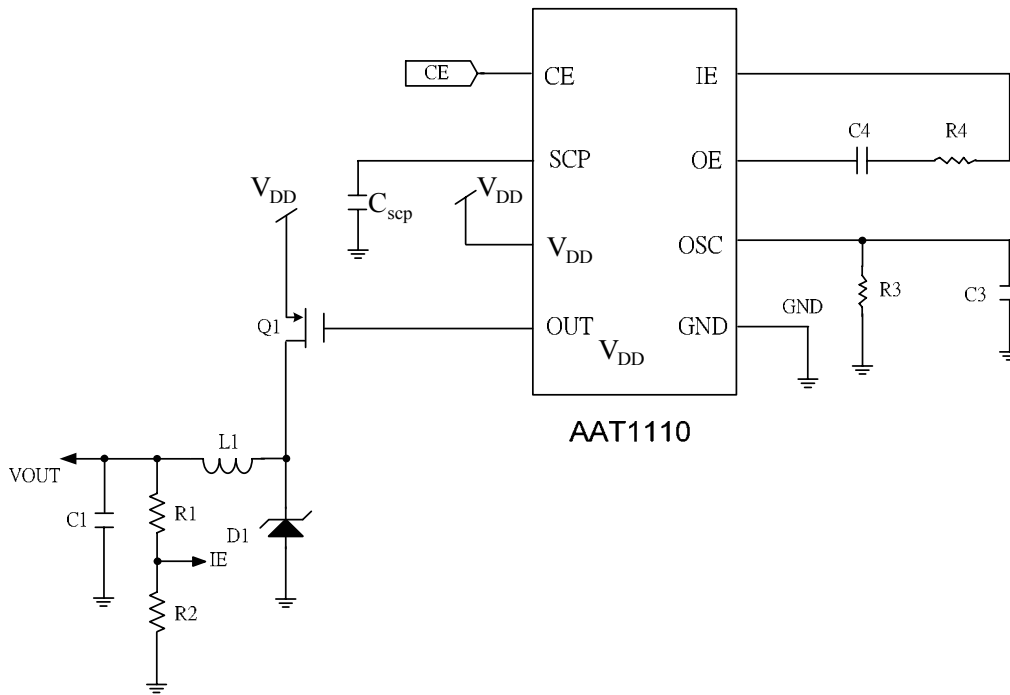 CE
CE
IE
C4
R4
SCP
OE
VDD
Cscp
VDD
VDD
OSC
R3
C3
GND
Q1
OUT
GND
VDD
AAT1110
L1
VOUT
C1
R1
D1
IE
R2